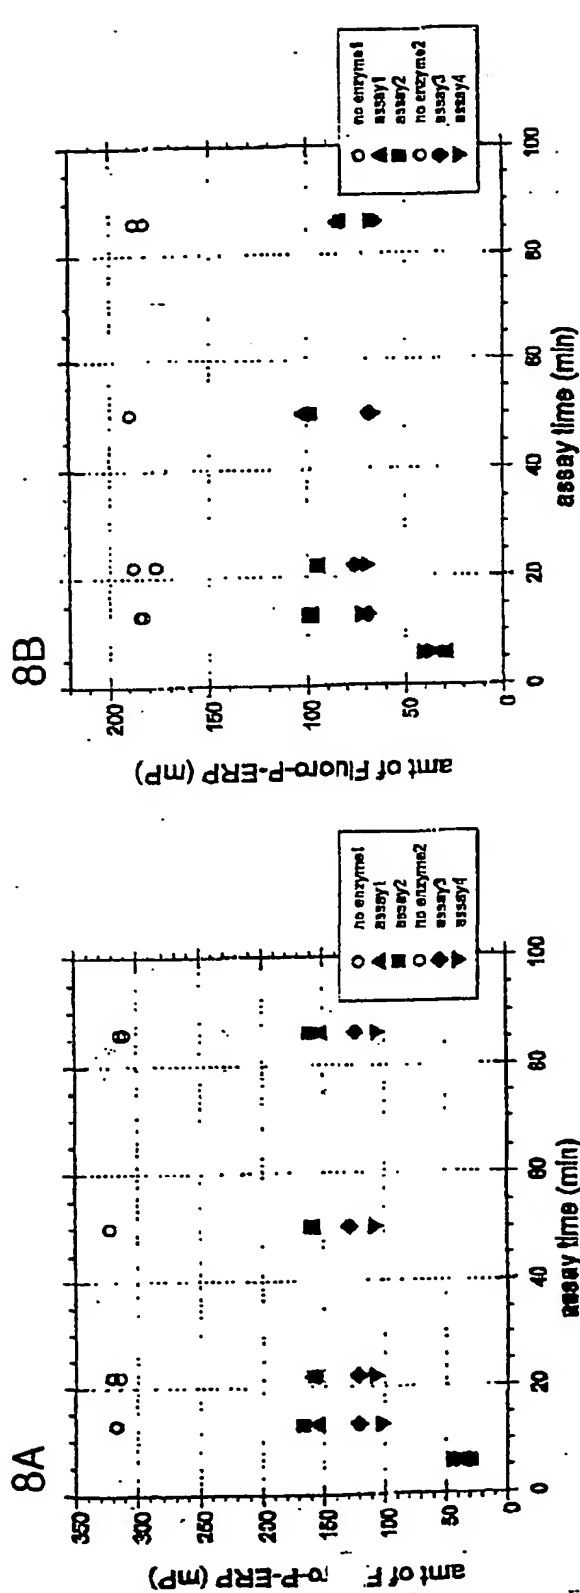 8A
350
300
250
200
150
100
50
0
0
20
40
60
80
100
assay time (min)
no enzyme1
assay1
assay2
no enzyme2
assay3
assay4
8B
amt of Fluoro-P-ERP (mP)
200
150
100
50
0
0
20
40
60
80
100
assay time (min)
no enzyme1
assay1
assay2
no enzyme2
assay3
assay4